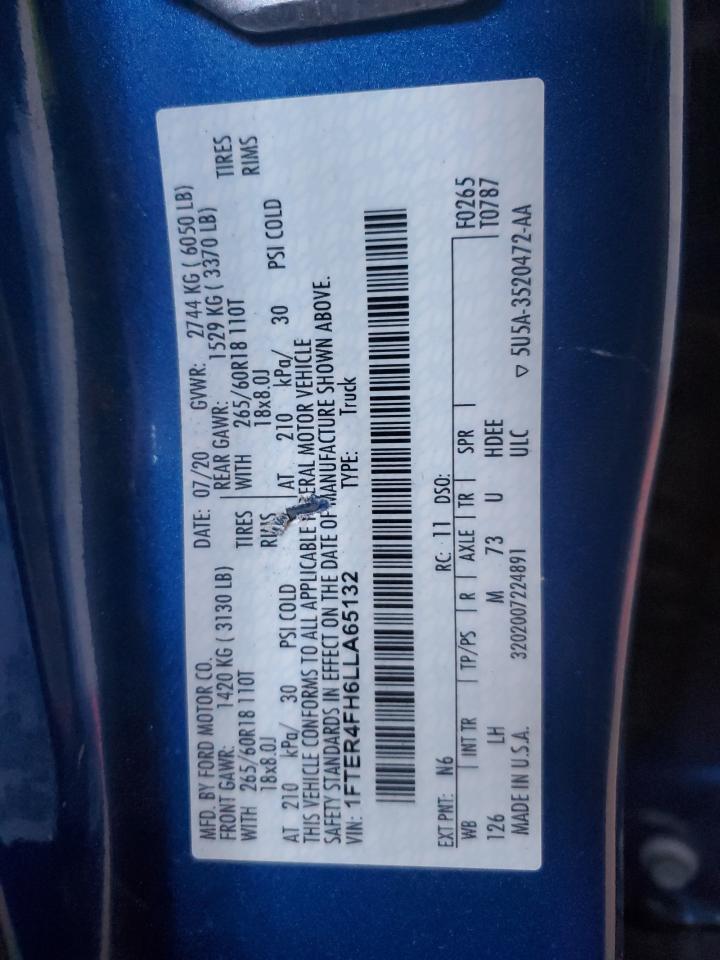 MFD. BY FORD MOTOR CO. DATE: 07/20 GVWR: 2744 KG ( 6050 LB)
FRONT GAWR: 1420 KG ( 3130 LB) REAR GAWR: 1529 KG ( 3370 LB)
WITH 265/60R18 110T TIRES WITH 265/60R18 110T TIRES
18x8.0J 18x8.0J RIMS
AT 210 kPa/ 30 PSI COLD AT 210 kPa/ 30 PSI COLD
THIS VEHICLE CONFORMS TO ALL APPLICABLE MOTOR VEHICLE
SAFETY STANDARDS IN EFFECT ON THE DATE OF MANUFACTURE SHOWN ABOVE.
VIN: 1FTER4FH6LLA65132 TYPE: Truck
EXT PNT: N6 RC: 11 DSO:
WB INT TR TP/PS R AXLE TR SPR F0265
126 LH M 73 U HDEE T0787
MADE IN U.S.A. 3202007224891 ULC ▽ 5U5A-3520472-AA